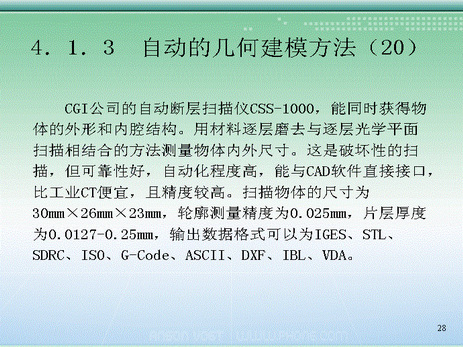 4．1．3　自动的几何建模方法（20）
CGI公司的自动断层扫描仪CSS-1000，能同时获得物
体的外形和内腔结构。用材料逐层磨去与逐层光学平面
扫描相结合的方法测量物体内外尺寸。这是破坏性的扫
描，但可靠性好，自动化程度高，能与CAD软件直接接口，
比工业CT便宜，且精度较高。扫描物体的尺寸为
30mm×26mm×23mm，轮廓测量精度为0.025mm，片层厚度
为0.0127-0.25mm，输出数据格式可以为IGES、STL、
SDRC、ISO、G-Code、ASCII、DXF、IBL、VDA。
28